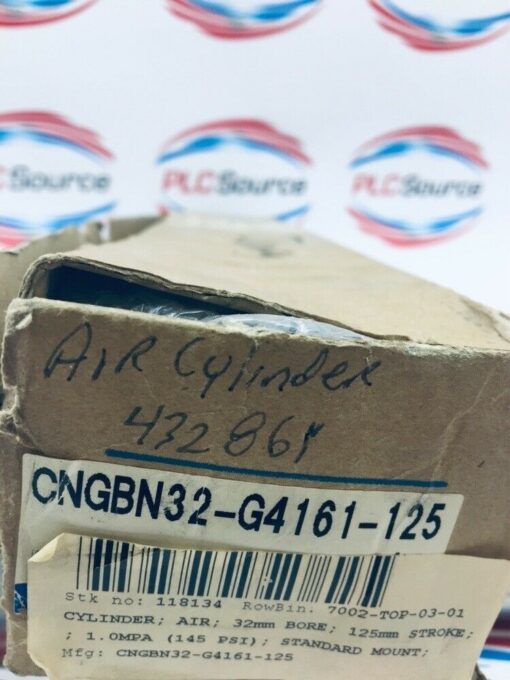 PLCSource
PLCSource
PLCSource
AIR Cylinder
432861
CNGBN32-G4161-125
Stk no: 118134 RowBin: 7002-TOP-03-01
CYLINDER; AIR; 32mm BORE; 125mm STROKE;
; 1.0MPA (145 PSI); STANDARD MOUNT;
Mfg: CNGBN32-G4161-125